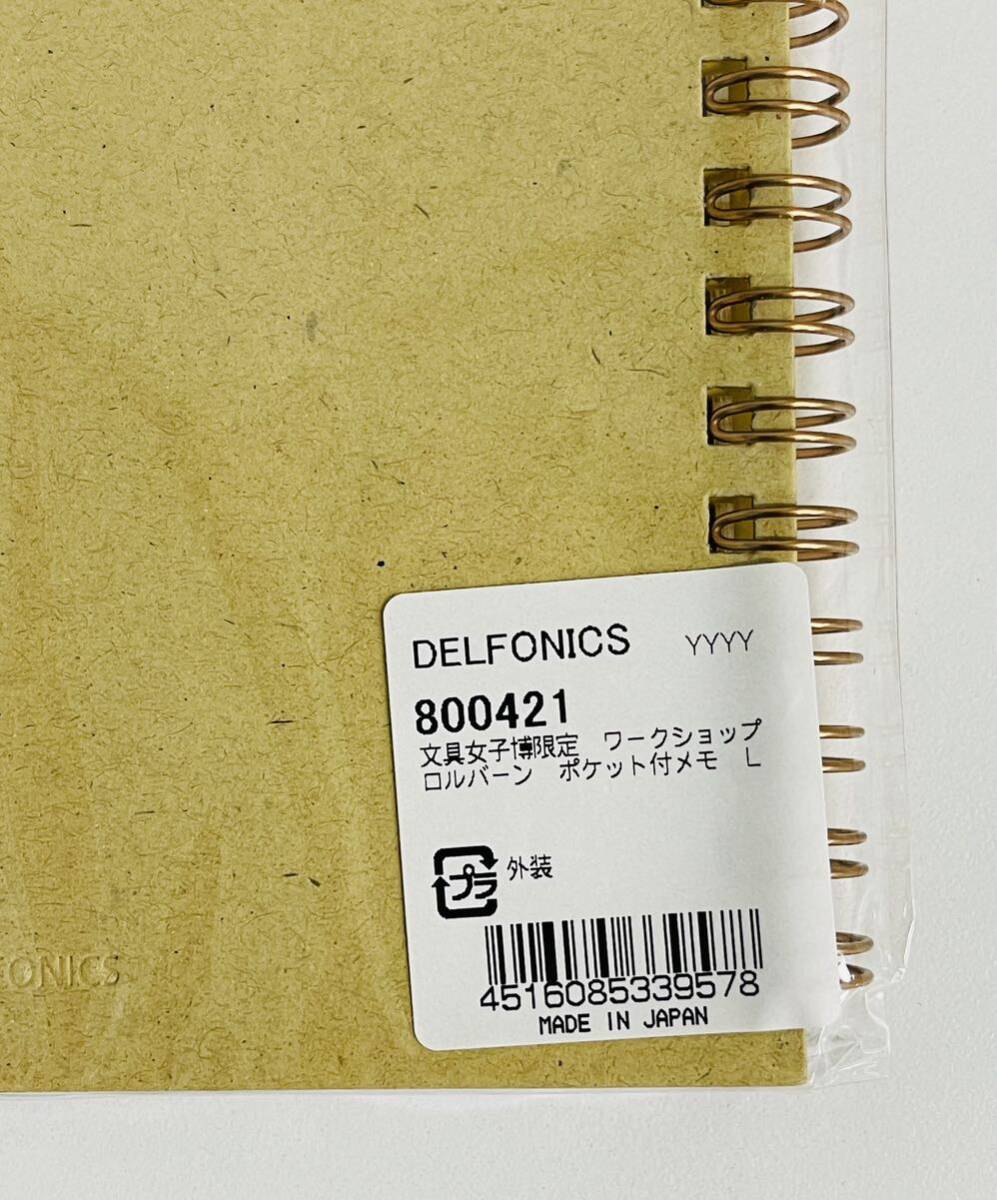 DELFONICS YYYY
800421
文具女子博限定 ワークショップ
ロルバーン ポケット付メモ L
プラ 外装
4516085339578
MADE IN JAPAN
FONICS